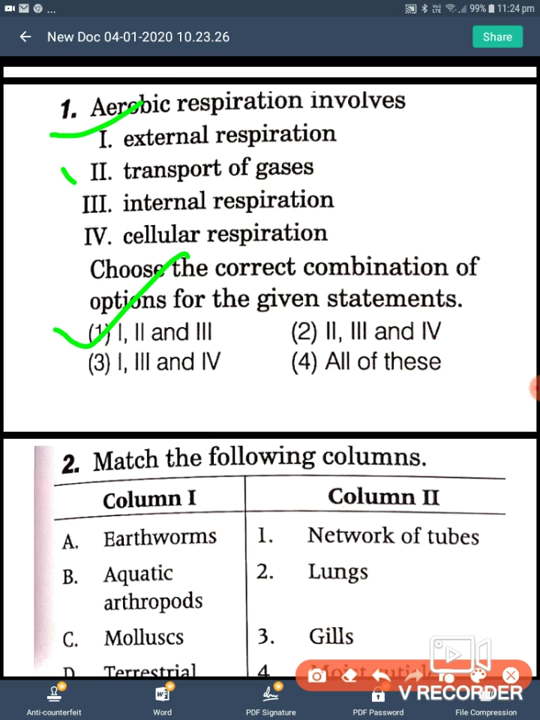 ... 99% 11:24 pm
New Doc 04-01-2020 10.23.26
Share
1. Aerobic respiration involves
I. external respiration
II. transport of gases
III. internal respiration
IV. cellular respiration
Choose the correct combination of
options for the given statements.
(1) I, II and III (2) II, III and IV
(3) I, III and IV (4) All of these
2. Match the following columns.
Column I Column II
A. Earthworms 1. Network of tubes
B. Aquatic arthropods 2. Lungs
C. Molluscs 3. Gills
D. Terrestrial 4. Moist
V RECORDER
Anti-counterfeit Word PDF Signature PDF Password File Compression